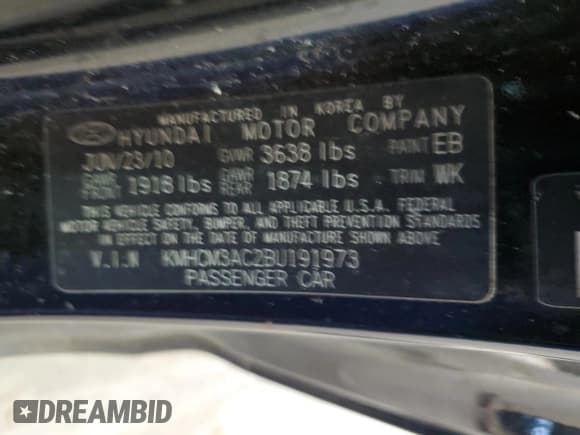 MANUFACTURED IN KOREA BY
HYUNDAI MOTOR COMPANY
JUN/23/10 GVWR 3638 lbs PAINT EB
GAWR FRONT 1918 lbs GAWR REAR 1874 lbs TRIM WK
THIS VEHICLE CONFORMS TO ALL APPLICABLE U.S.A. FEDERAL
MOTOR VEHICLE SAFETY, BUMPER, AND THEFT PREVENTION STANDARDS
IN EFFECT ON THE DATE OF MANUFACTURE SHOWN ABOVE
V.I.N KMHCM3AC2BU191973
PASSENGER CAR
DREAMBID